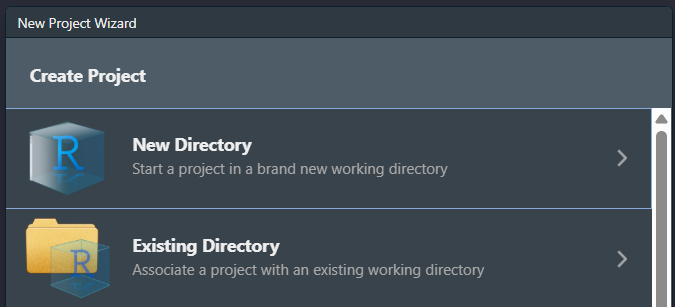 New Project Wizard
Create Project
R
New Directory
Start a project in a brand new working directory
R
Existing Directory
Associate a project with an existing working directory